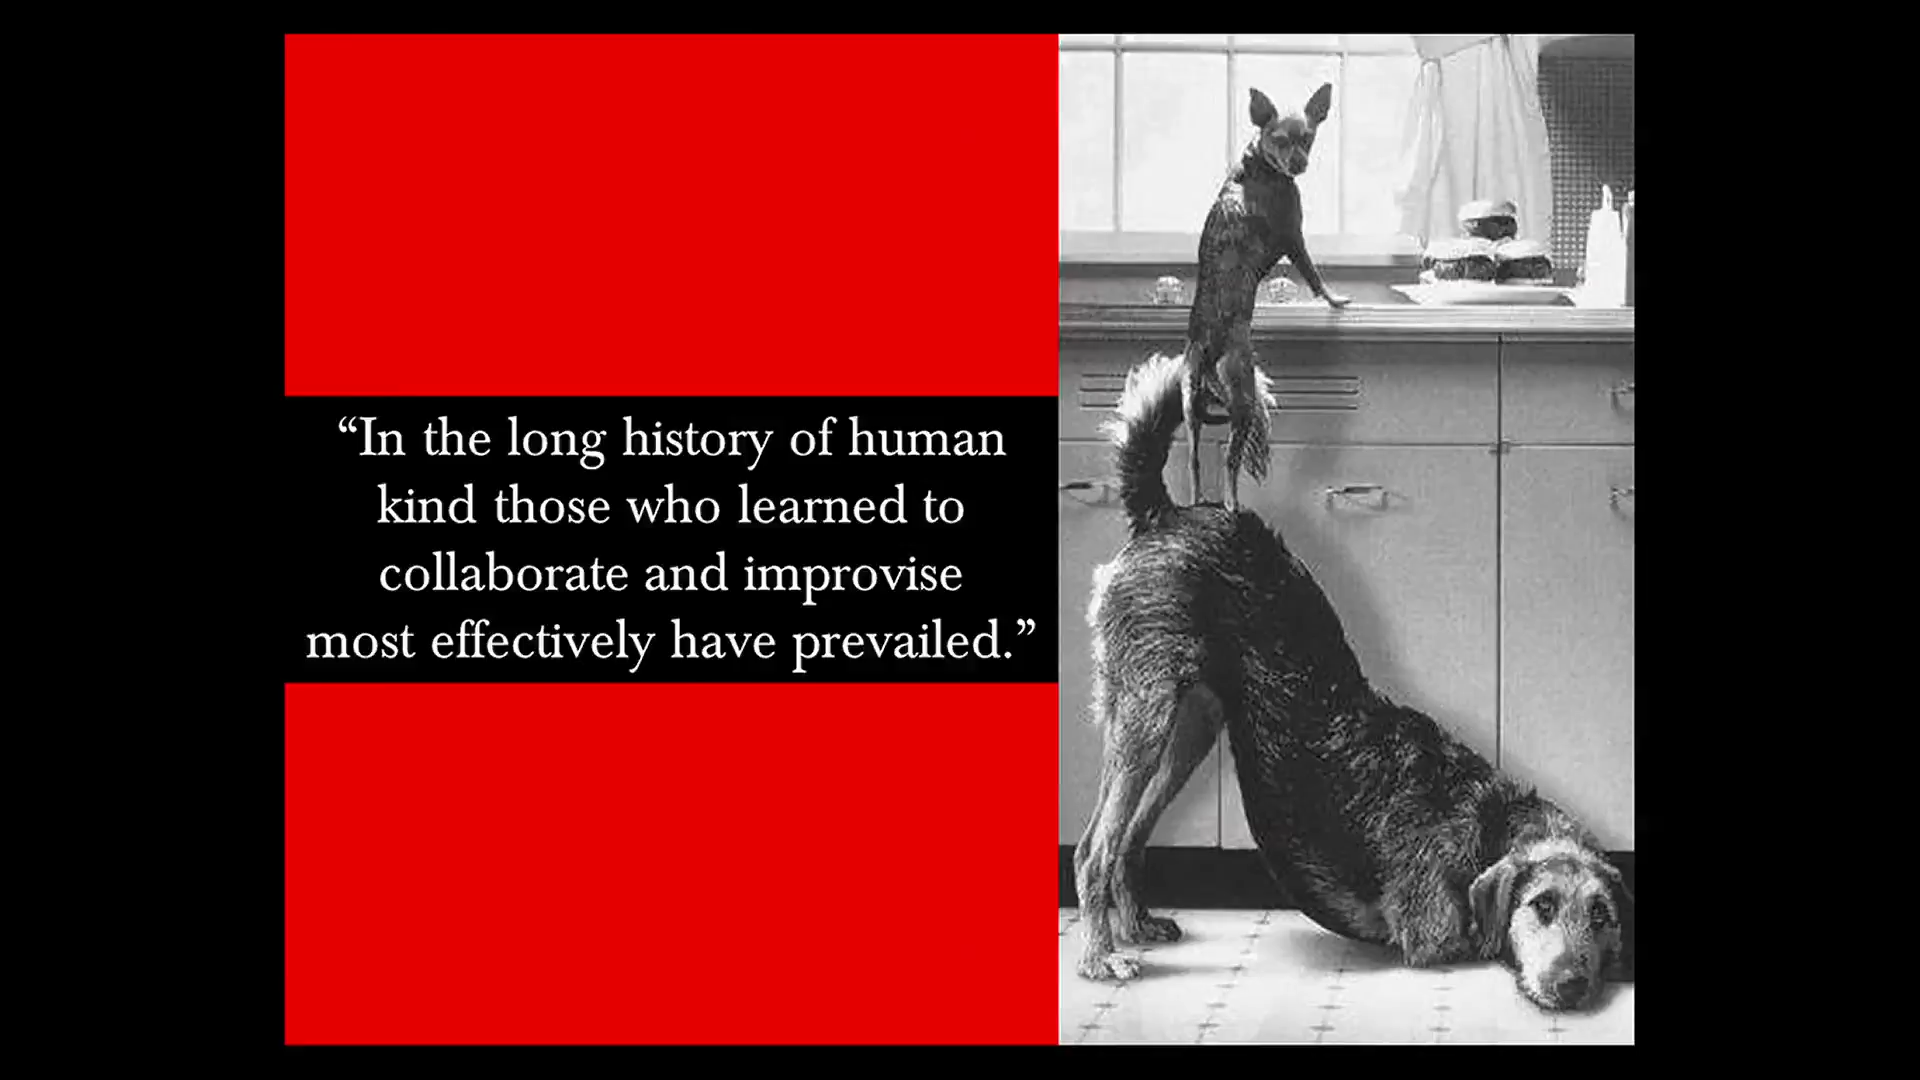 “In the long history of human
kind those who learned to
collaborate and improvise
most effectively have prevailed.”